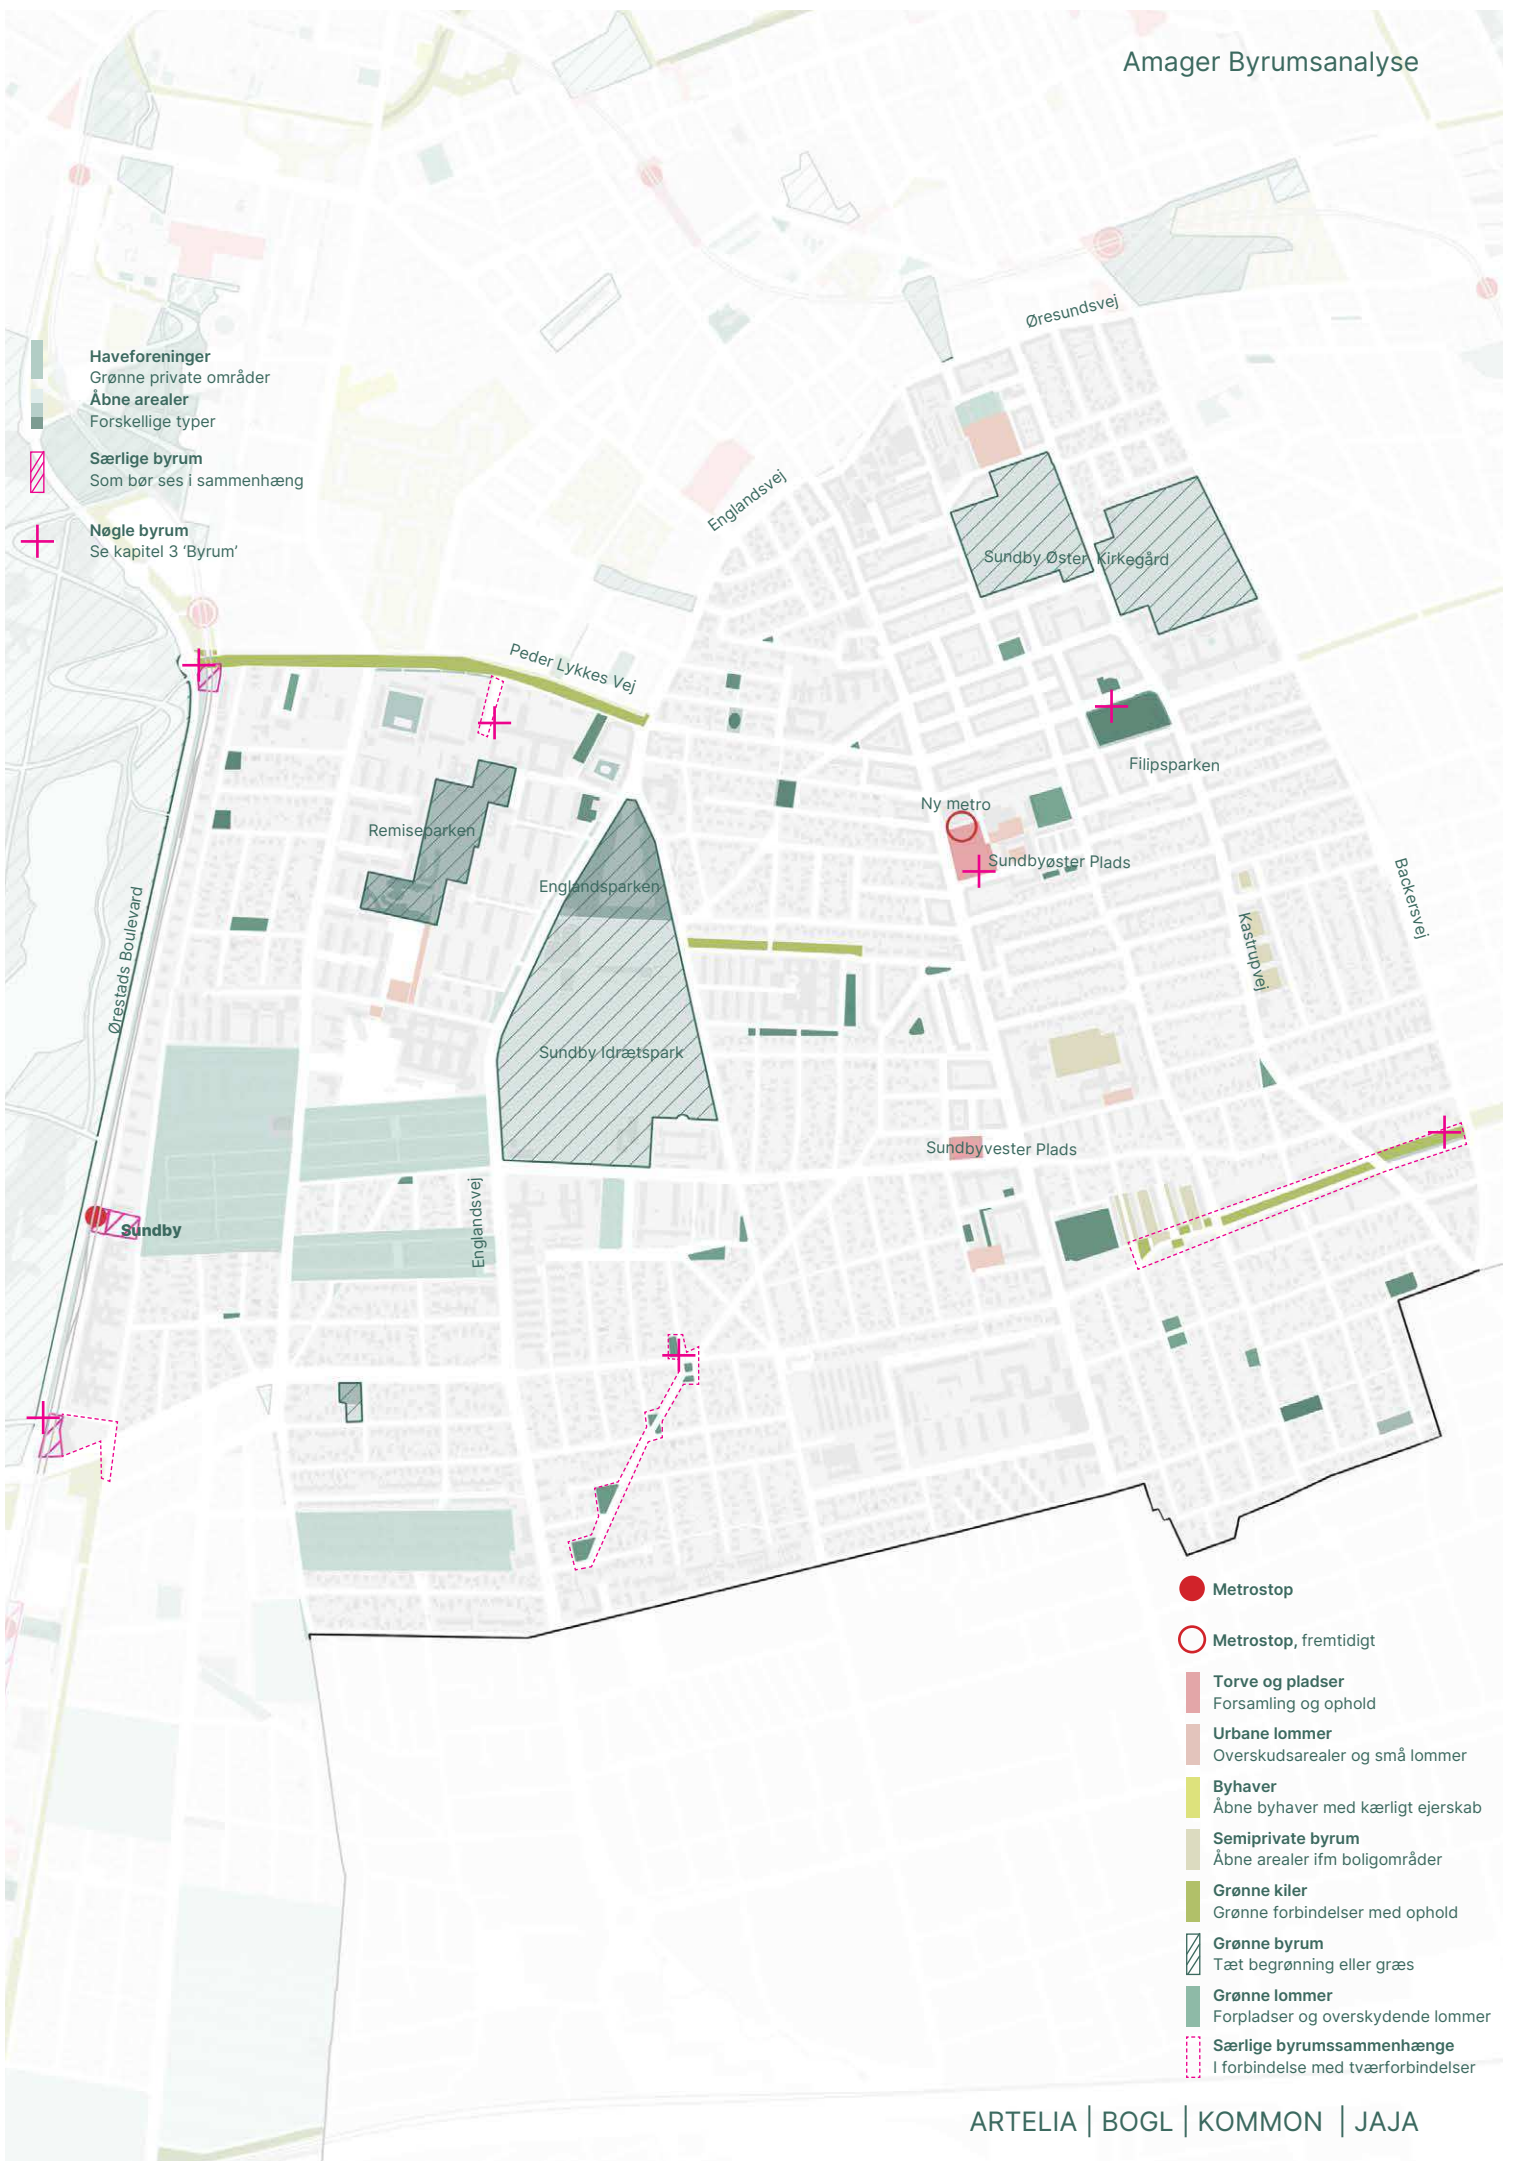 Amager Byrumsanalyse
Øresundsvej
Haveforeninger
Grønne private områder
Åbne arealer
Forskellige typer
Særlige byrum
Som bør ses i sammenhæng
Nøgle byrum
Se kapitel 3 ‘Byrum’
Englandsvej
Sundby Øster Kirkegård
Peder Lykkes Vej
Filipsparken
Ny metro
Remiseparken
Sundbyøster Plads
Englandsparken
Backersvej
Kastrupvej
Ørestads Boulevard
Sundby Idrætspark
Sundbyvester Plads
Englandsvej
Sundby
Metrostop
Metrostop, fremtidigt
Torve og pladser
Forsamling og ophold
Urbane lommer
Overskudsarealer og små lommer
Byhaver
Åbne byhaver med kærligt ejerskab
Semiprivate byrum
Åbne arealer ifm boligområder
Grønne kiler
Grønne forbindelser med ophold
Grønne byrum
Tæt begrønning eller græs
Grønne lommer
Forpladser og overskydende lommer
Særlige byrumssammenhænge
I forbindelse med tværforbindelser
ARTELIA | BOGL | KOMMON | JAJA